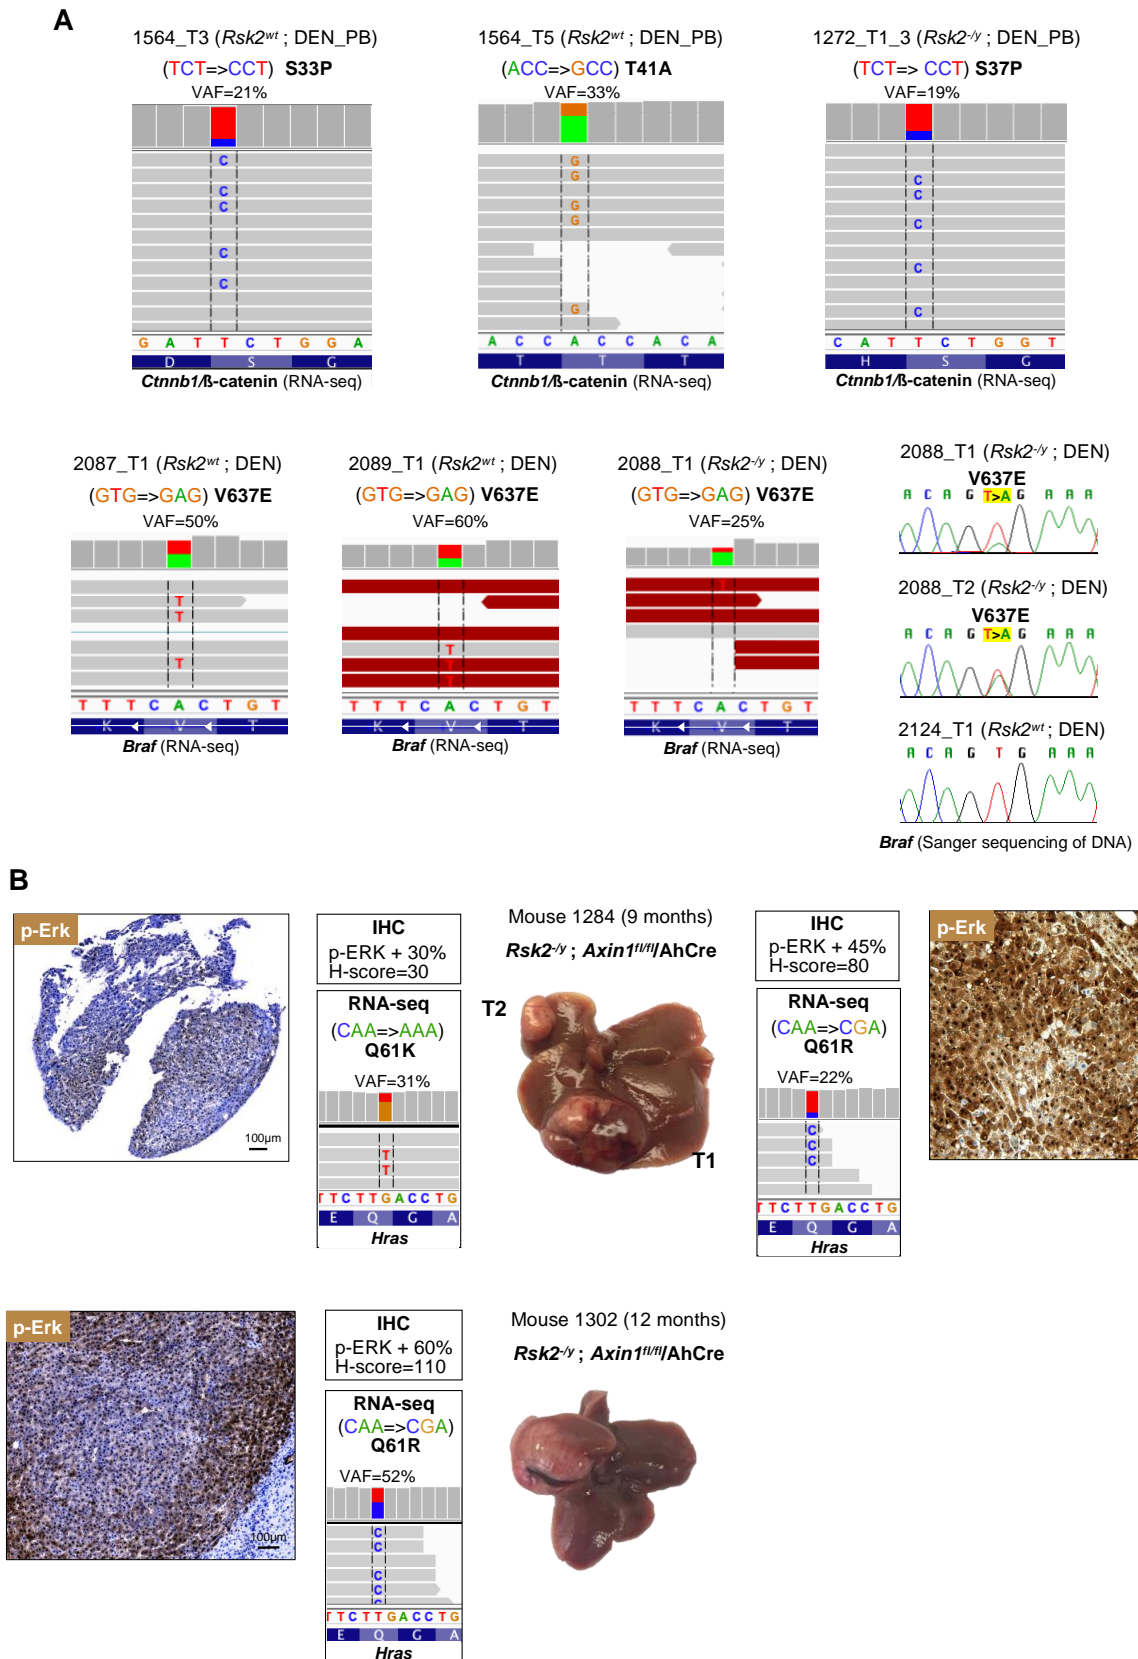 A
1564_T3 (Rsk2wt ; DEN_PB)
(TCT=>CCT) S33P
VAF=21%
C
C
C
C
C
G A T T C T G G A
D S G
Ctnnb1/ß-catenin (RNA-seq)
1564_T5 (Rsk2wt ; DEN_PB)
(ACC=>GCC) T41A
VAF=33%
G
G
G
G
G
A C C A C C A C A
T T T
Ctnnb1/ß-catenin (RNA-seq)
1272_T1_3 (Rsk2-/y ; DEN_PB)
(TCT=> CCT) S37P
VAF=19%
C
C
C
C
C
C A T T C T G G T
H S G
Ctnnb1/ß-catenin (RNA-seq)
2087_T1 (Rsk2wt ; DEN)
(GTG=>GAG) V637E
VAF=50%
T
T
T
T T T C A C T G T
K V T
Braf (RNA-seq)
2089_T1 (Rsk2wt ; DEN)
(GTG=>GAG) V637E
VAF=60%
T
T
T
T T T C A C T G T
K V T
Braf (RNA-seq)
2088_T1 (Rsk2-/y ; DEN)
(GTG=>GAG) V637E
VAF=25%
T
T T T C A C T G T
K V T
Braf (RNA-seq)
2088_T1 (Rsk2-/y ; DEN)
V637E
A C A G T>A G A A A
2088_T2 (Rsk2-/y ; DEN)
V637E
A C A G T>A G A A A
2124_T1 (Rsk2wt ; DEN)
A C A G T G A A A
Braf (Sanger sequencing of DNA)
B
p-Erk
100µm
IHC
p-ERK + 30%
H-score=30
RNA-seq
(CAA=>AAA)
Q61K
VAF=31%
T
T
T T C T T G A C C T G
E Q G A
Hras
Mouse 1284 (9 months)
Rsk2-/y ; Axin1fl/fl/AhCre
T2
T1
IHC
p-ERK + 45%
H-score=80
RNA-seq
(CAA=>CGA)
Q61R
VAF=22%
C
C
C
T T C T T G A C C T G
E Q G A
Hras
p-Erk
p-Erk
100µm
IHC
p-ERK + 60%
H-score=110
RNA-seq
(CAA=>CGA)
Q61R
VAF=52%
C
C
C
C
C
T T C T T G A C C T G
E Q G A
Hras
Mouse 1302 (12 months)
Rsk2-/y ; Axin1fl/fl/AhCre